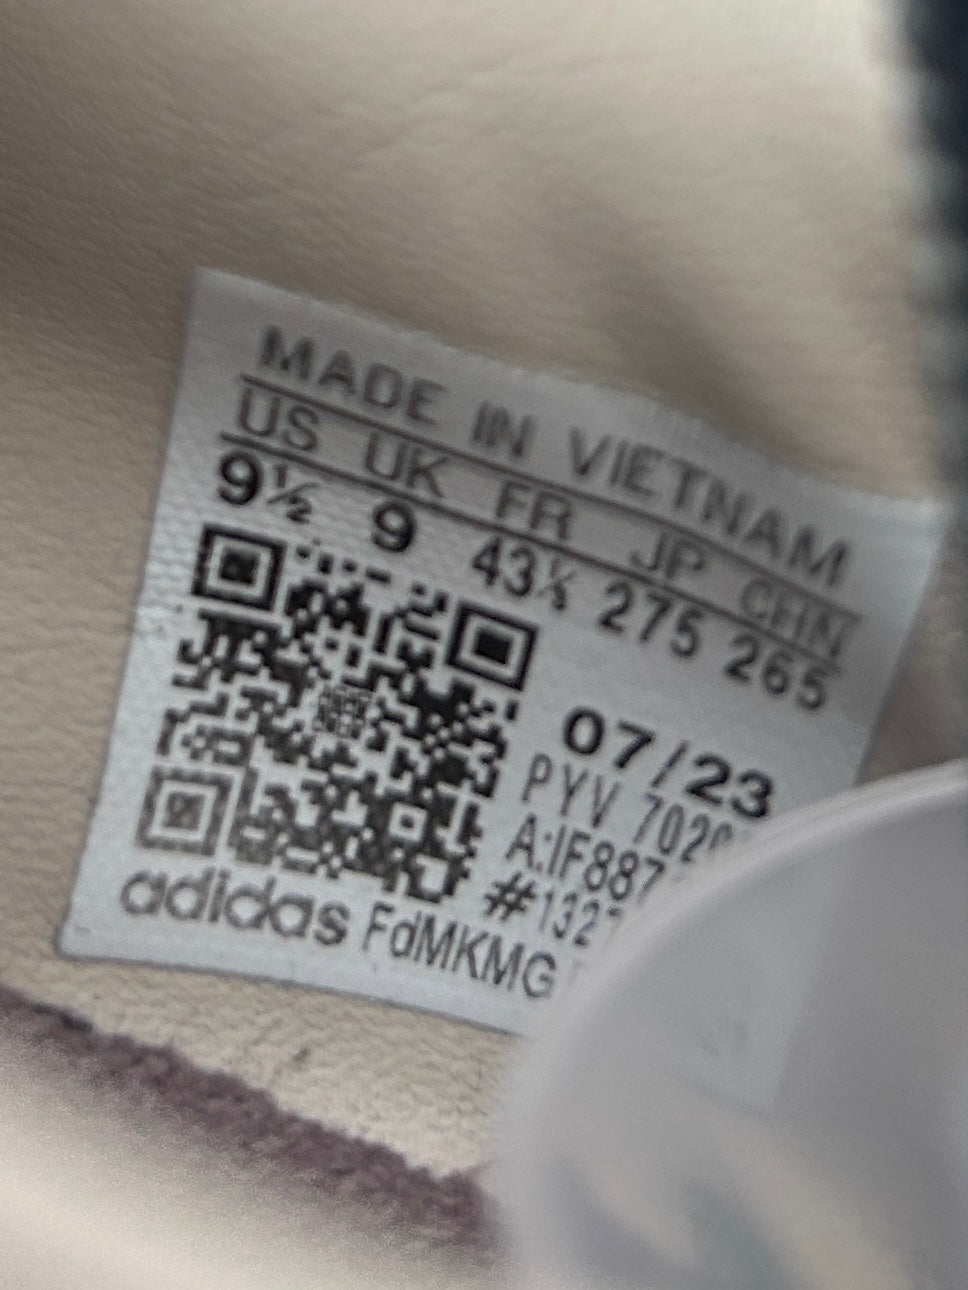 MADE IN VIETNAM
US UK FR JP CHN
9½ 9 43⅓ 275 265
07/23
PYV
adidas FdMKMG